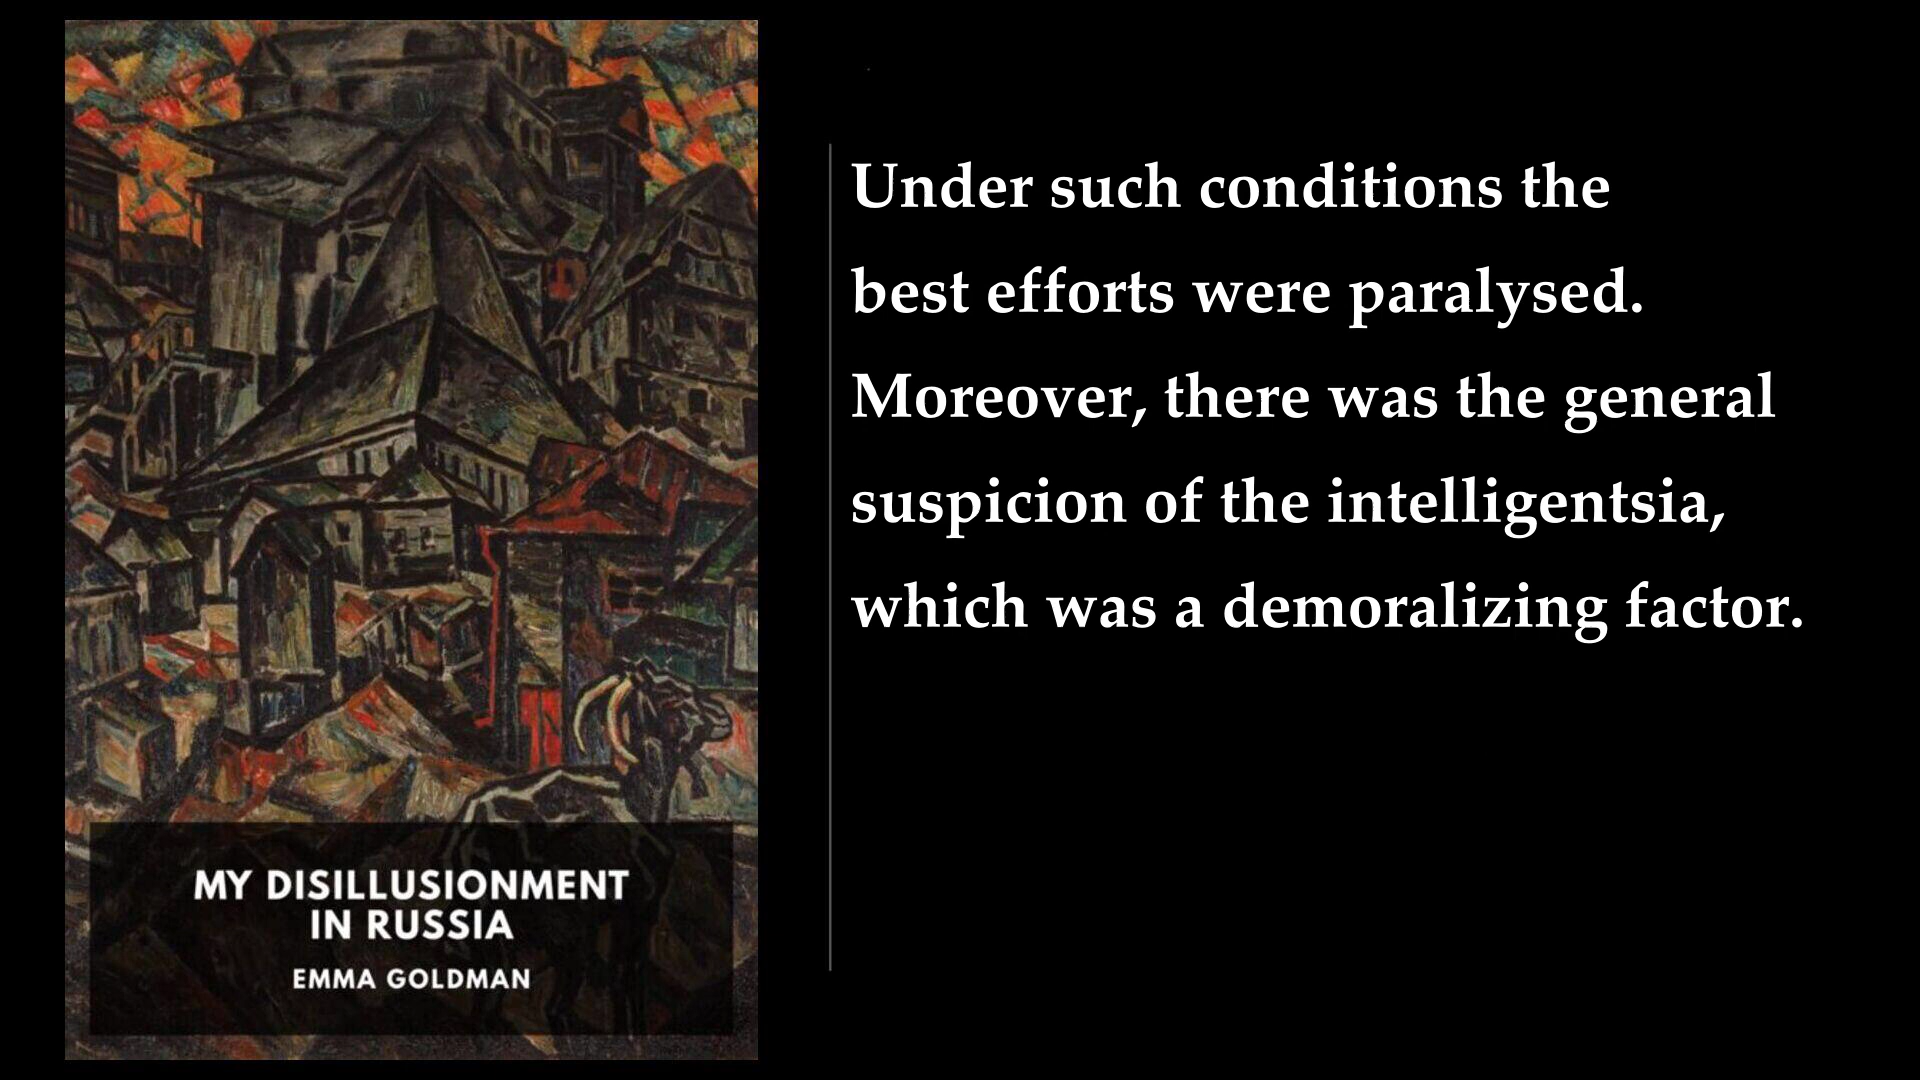 MY DISILLUSIONMENT
IN RUSSIA
EMMA GOLDMAN
Under such conditions the
best efforts were paralysed.
Moreover, there was the general
suspicion of the intelligentsia,
which was a demoralizing factor.